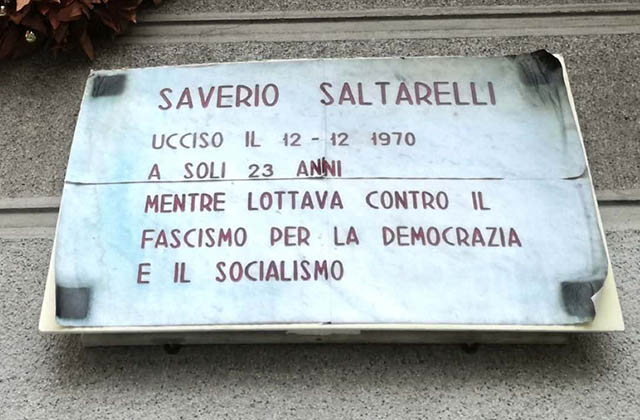 SAVERIO SALTARELLI
UCCISO IL 12-12 1970
A SOLI 23 ANNI
MENTRE LOTTAVA CONTRO IL
FASCISMO PER LA DEMOCRAZIA
E IL SOCIALISMO